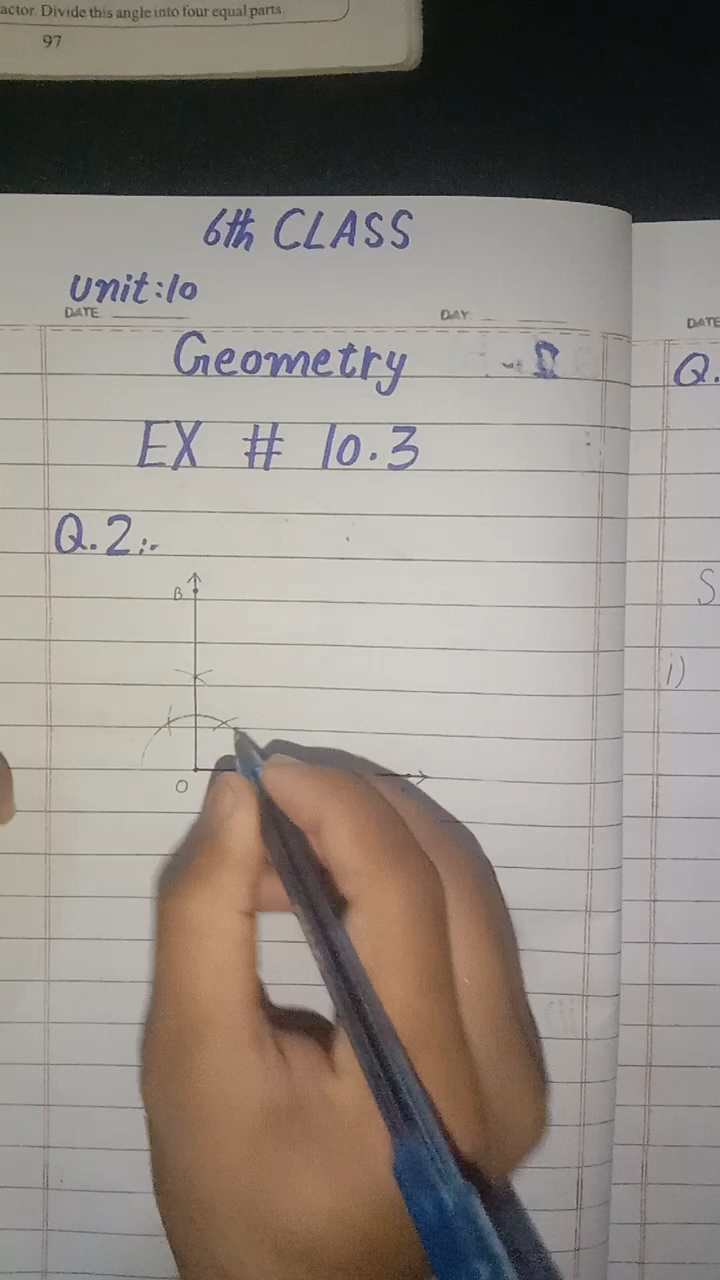 actor. Divide this angle into four equal parts.
97
6th CLASS
Unit:10
DATE
DAY
DATE
Geometry
Q.
EX # 10.3
Q.2:-
B
S
i)
O